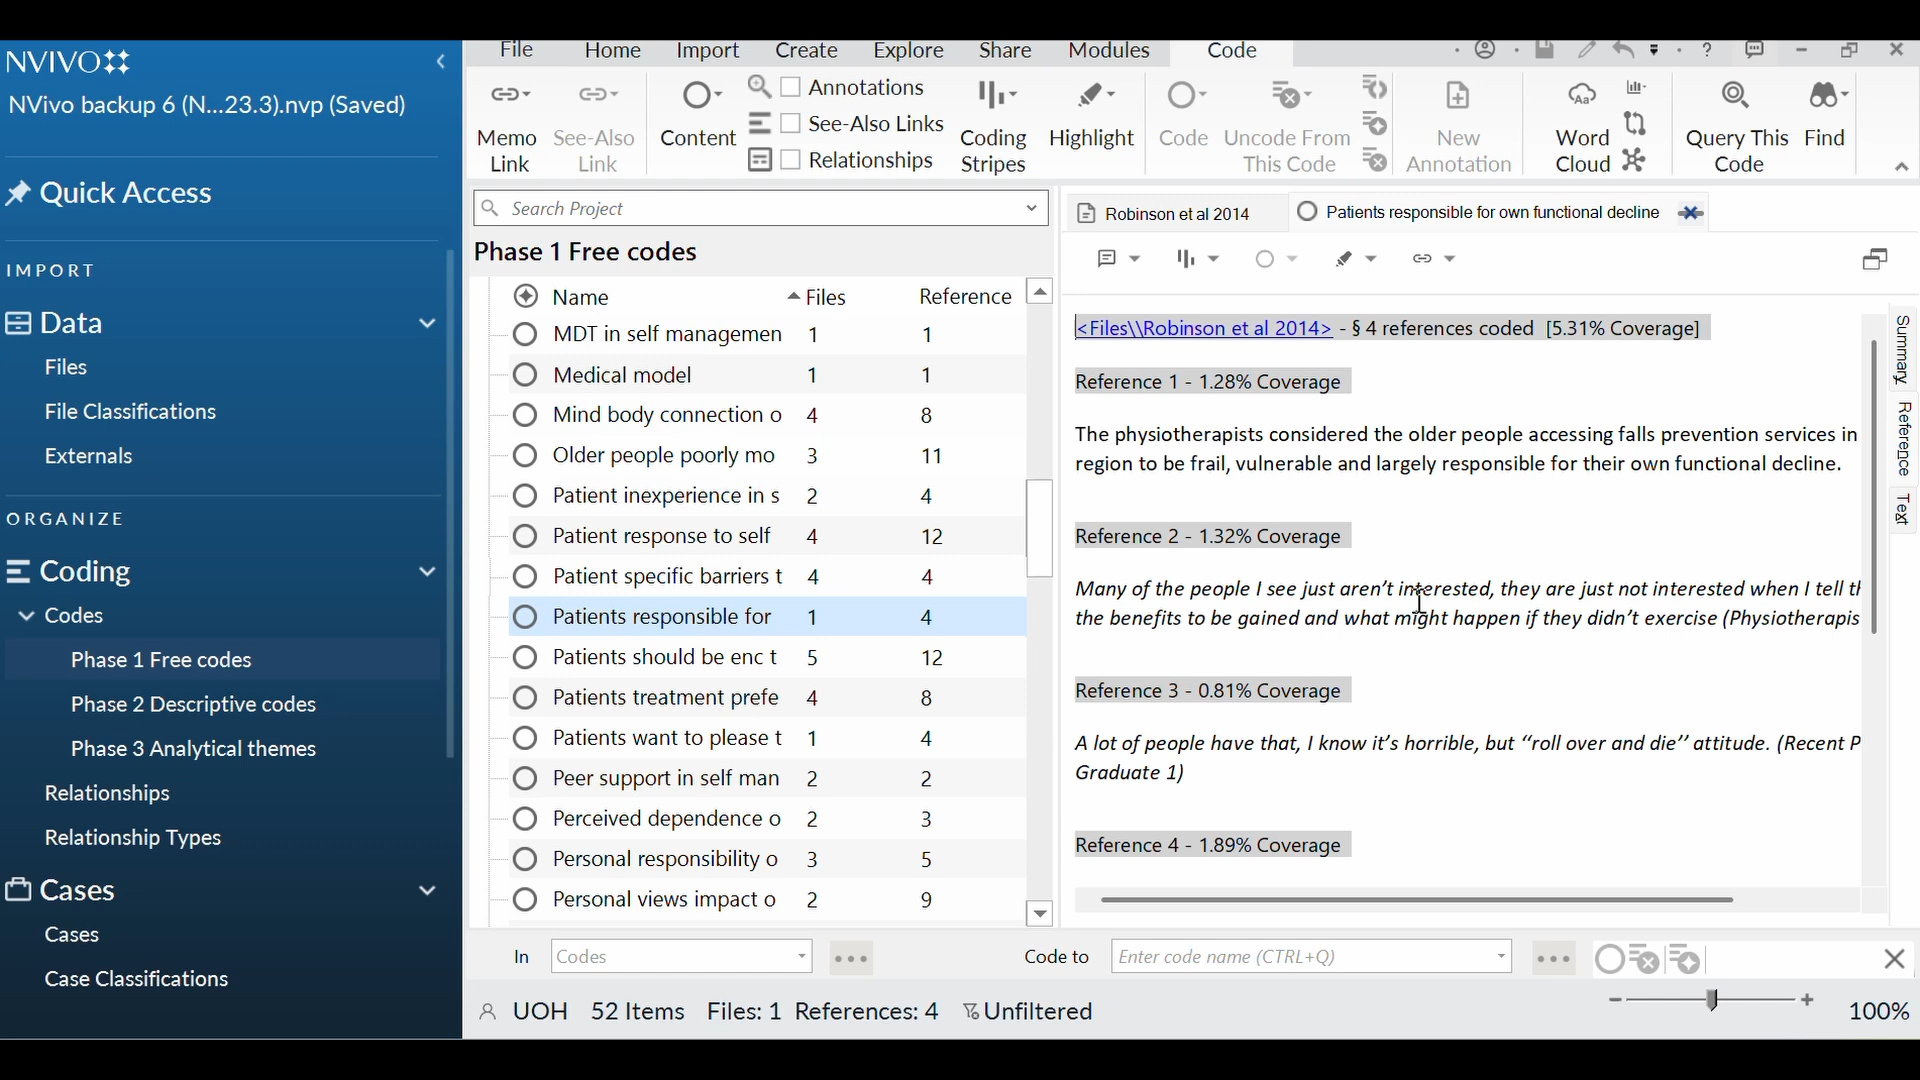 NVIVO
NVivo backup 6 (N...23.3).nvp (Saved)
Quick Access
IMPORT
Data
Files
File Classifications
Externals
ORGANIZE
Coding
Codes
Phase 1 Free codes
Phase 2 Descriptive codes
Phase 3 Analytical themes
Relationships
Relationship Types
Cases
Cases
Case Classifications
File Home Import Create Explore Share Modules Code
Memo Link
See-Also Link
Content
Annotations
See-Also Links
Relationships
Coding Stripes
Highlight
Code
Uncode From This Code
New Annotation
Word Cloud
Query This Code
Find
Search Project
Phase 1 Free codes
Name Files Reference
MDT in self managemen 1 1
Medical model 1 1
Mind body connection o 4 8
Older people poorly mo 3 11
Patient inexperience in s 2 4
Patient response to self 4 12
Patient specific barriers t 4 4
Patients responsible for 1 4
Patients should be enc t 5 12
Patients treatment prefe 4 8
Patients want to please t 1 4
Peer support in self man 2 2
Perceived dependence o 2 3
Personal responsibility o 3 5
Personal views impact o 2 9
Robinson et al 2014 Patients responsible for own functional decline
<Files\\Robinson et al 2014> - § 4 references coded [5.31% Coverage]
Reference 1 - 1.28% Coverage
The physiotherapists considered the older people accessing falls prevention services in
region to be frail, vulnerable and largely responsible for their own functional decline.
Reference 2 - 1.32% Coverage
Many of the people I see just aren’t interested, they are just not interested when I tell th
the benefits to be gained and what might happen if they didn’t exercise (Physiotherapis
Reference 3 - 0.81% Coverage
A lot of people have that, I know it’s horrible, but ‘‘roll over and die’’ attitude. (Recent P
Graduate 1)
Reference 4 - 1.89% Coverage
Summary
Reference
Text
In Codes Code to Enter code name (CTRL+Q)
UOH 52 Items Files: 1 References: 4 Unfiltered 100%